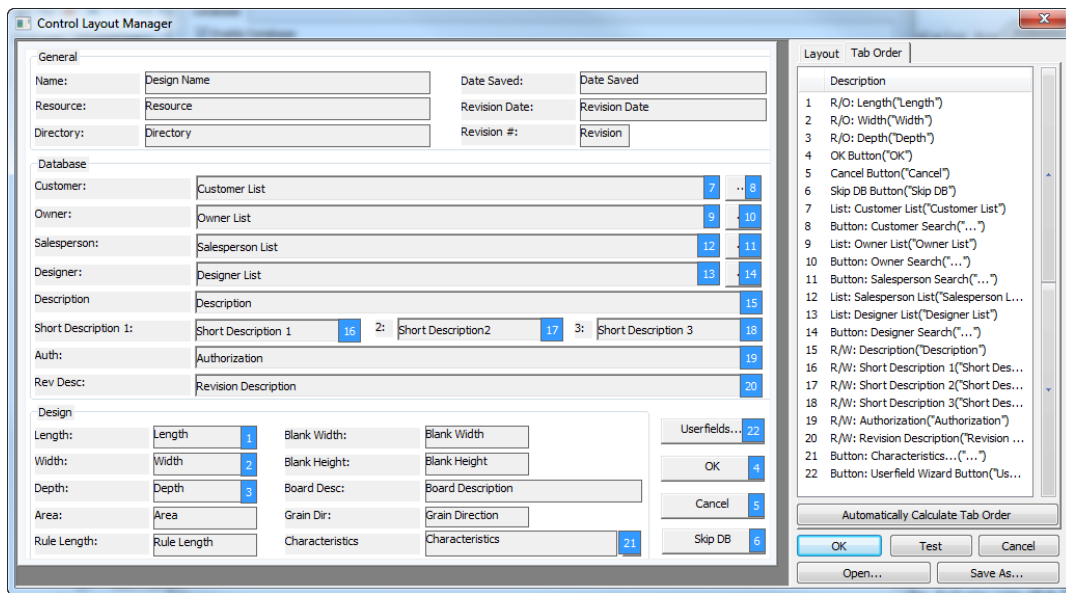 Control Layout Manager
General
Name: Design Name Date Saved: Date Saved
Resource: Resource Revision Date: Revision Date
Directory: Directory Revision #: Revision
Database
Customer: Customer List 7 .. 8
Owner: Owner List 9 10
Salesperson: Salesperson List 12 11
Designer: Designer List 13 14
Description Description 15
Short Description 1: Short Description 1 16 2: Short Description2 17 3: Short Description 3 18
Auth: Authorization 19
Rev Desc: Revision Description 20
Design
Length: Length 1 Blank Width: Blank Width
Width: Width 2 Blank Height: Blank Height
Depth: Depth 3 Board Desc: Board Description
Area: Area Grain Dir: Grain Direction
Rule Length: Rule Length Characteristics Characteristics 21
Userfields... 22
OK 4
Cancel 5
Skip DB 6
Layout Tab Order
Description
1 R/O: Length("Length")
2 R/O: Width("Width")
3 R/O: Depth("Depth")
4 OK Button("OK")
5 Cancel Button("Cancel")
6 Skip DB Button("Skip DB")
7 List: Customer List("Customer List")
8 Button: Customer Search("...")
9 List: Owner List("Owner List")
10 Button: Owner Search("...")
11 Button: Salesperson Search("...")
12 List: Salesperson List("Salesperson L...
13 List: Designer List("Designer List")
14 Button: Designer Search("...")
15 R/W: Description("Description")
16 R/W: Short Description 1("Short Des...
17 R/W: Short Description 2("Short Des...
18 R/W: Short Description 3("Short Des...
19 R/W: Authorization("Authorization")
20 R/W: Revision Description("Revision ...
21 Button: Characteristics...("...")
22 Button: Userfield Wizard Button("Us...
Automatically Calculate Tab Order
OK Test Cancel
Open... Save As...